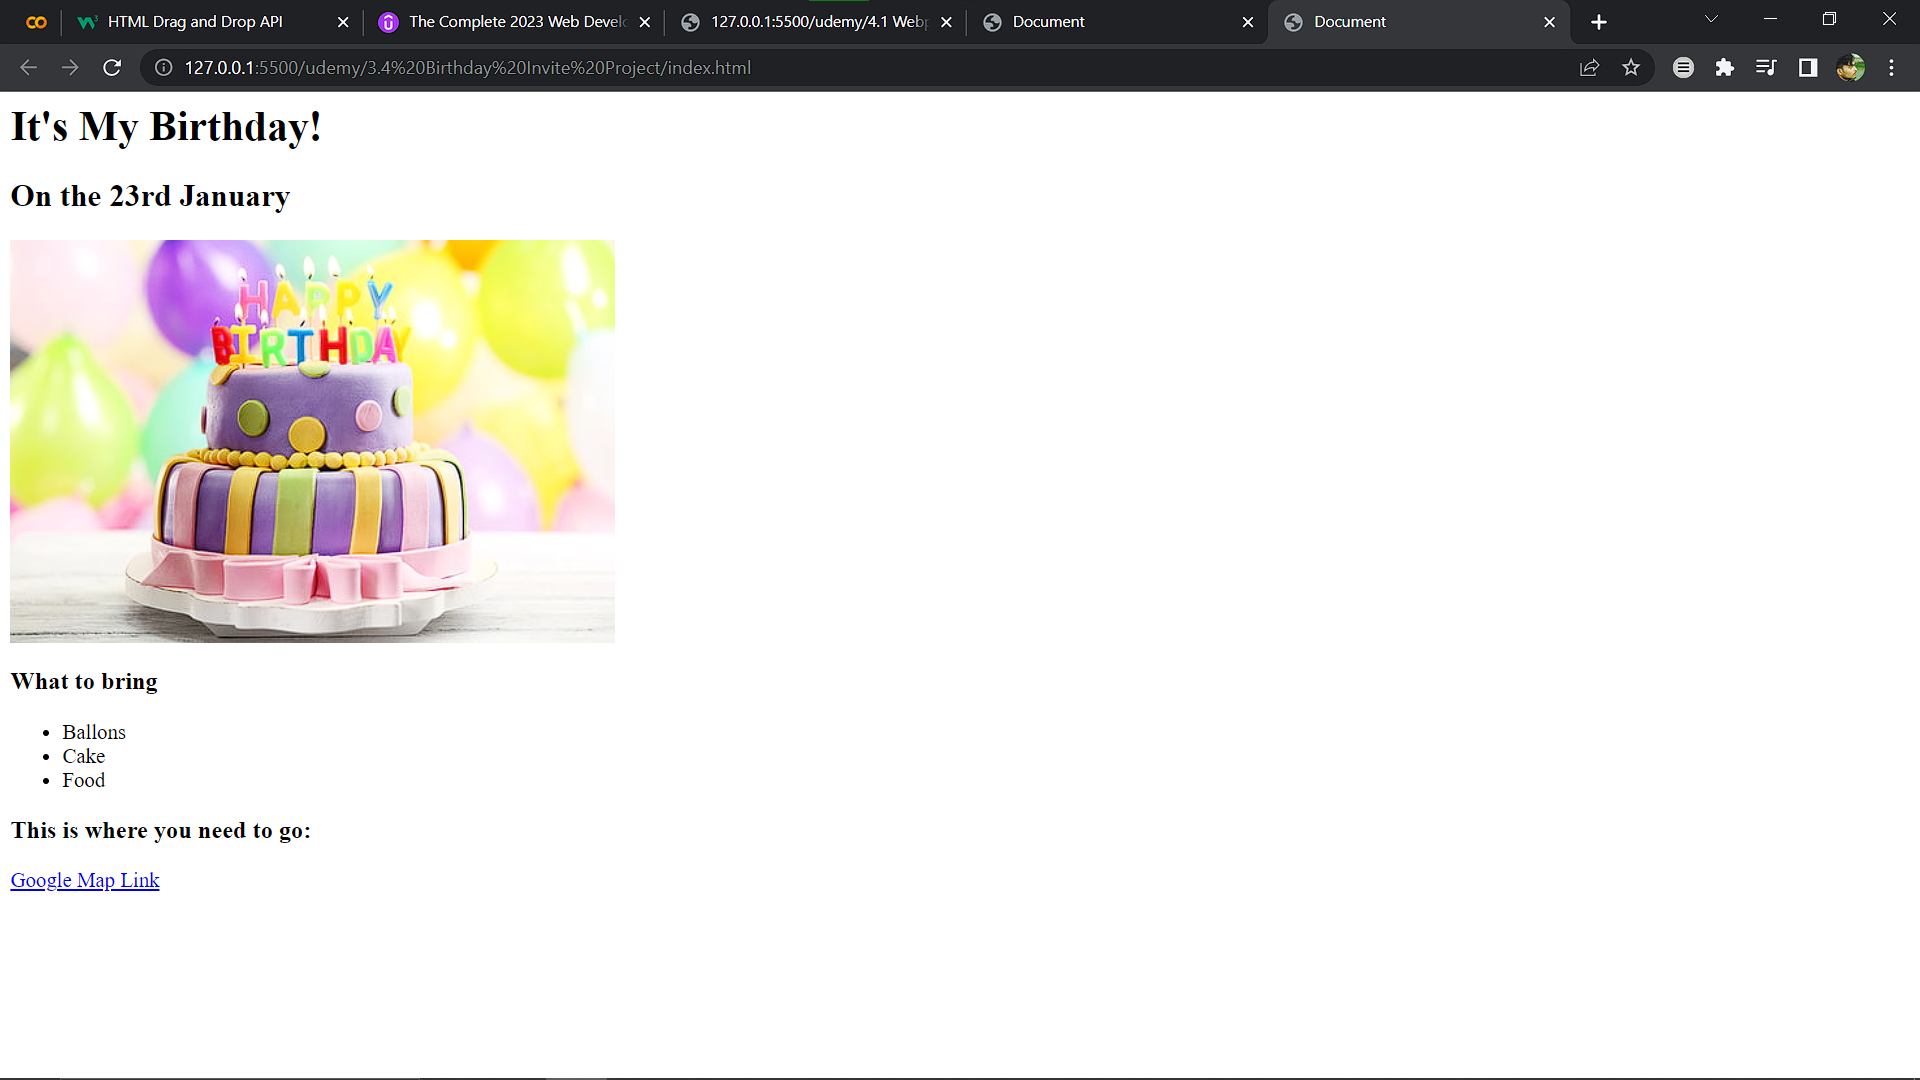 HTML Drag and Drop API
The Complete 2023 Web Develo
127.0.0.1:5500/udemy/4.1 Webp
Document
Document
127.0.0.1:5500/udemy/3.4%20Birthday%20Invite%20Project/index.html
It's My Birthday!
On the 23rd January
HAPPY
BIRTHDAY
What to bring
• Ballons
• Cake
• Food
This is where you need to go:
Google Map Link